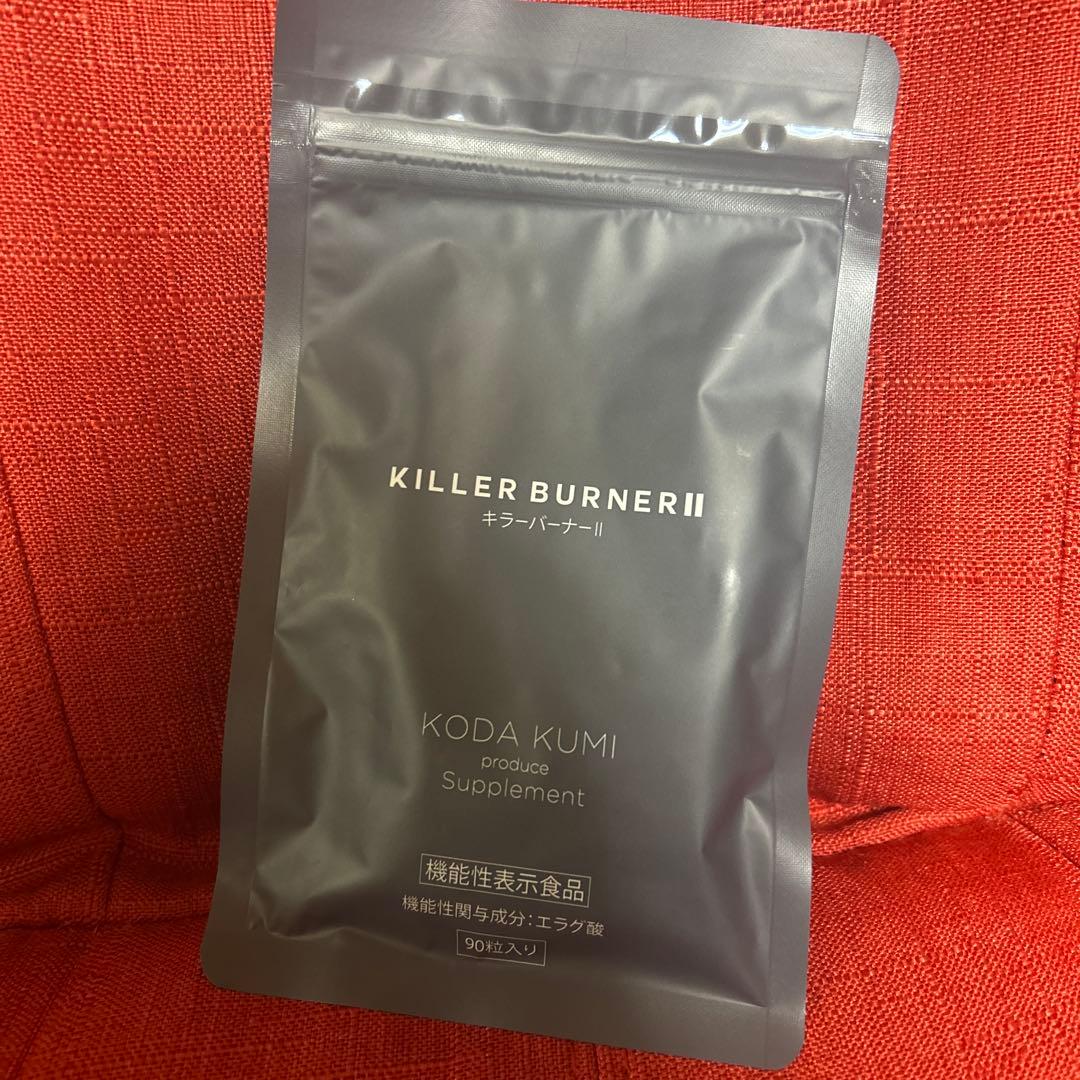 KILLER BURNERⅡ
キラーバーナーⅡ
KODA KUMI
produce
Supplement
機能性表示食品
機能性関与成分:エラグ酸
90粒入り